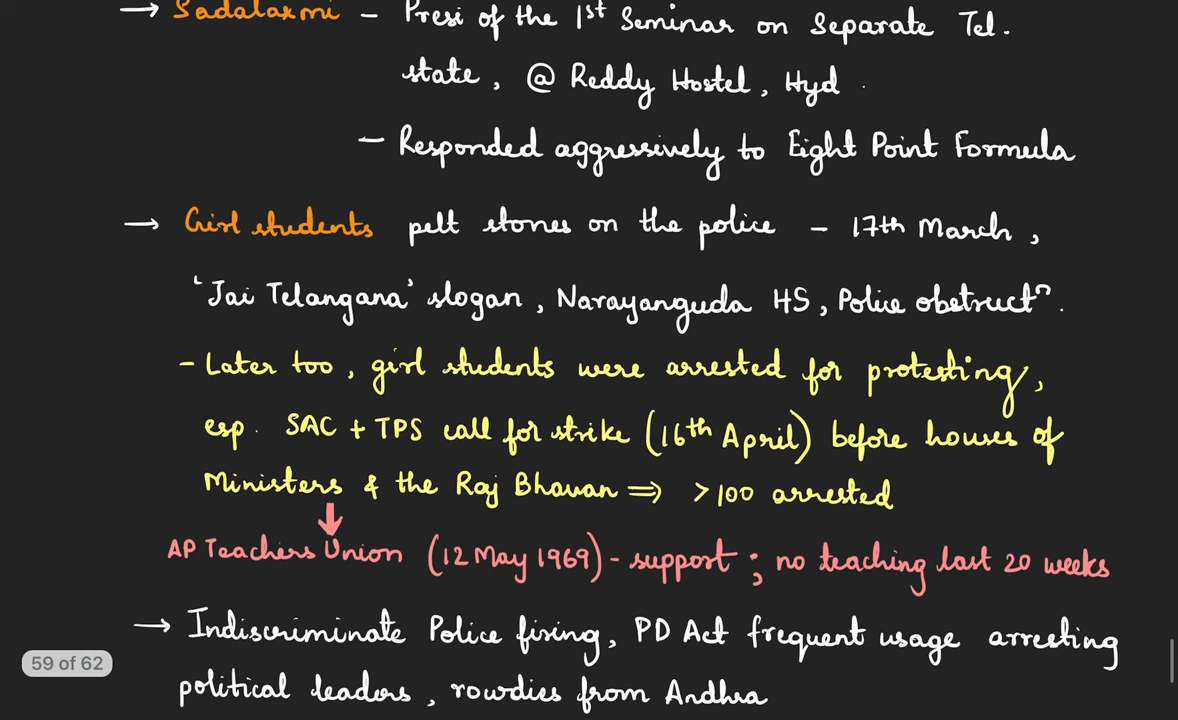 → Sadalaxmi – Presi of the 1st Seminar on Separate Tel.
state, @ Reddy Hostel, Hyd.
– Responded aggressively to Eight Point Formula
→ Girl students pelt stones on the police – 17th March,
'Jai Telangana' slogan, Narayanguda HS, Police obstructn.
– Later too, girl students were arrested for protesting,
esp. SAC + TPS call for strike (16th April) before houses of
Ministers & the Raj Bhavan ⇒ >100 arrested
↓
AP Teachers Union (12 May 1969) - support ; no teaching last 20 weeks
→ Indiscriminate Police firing, PD Act frequent usage arresting
59 of 62
political leaders, rowdies from Andhra